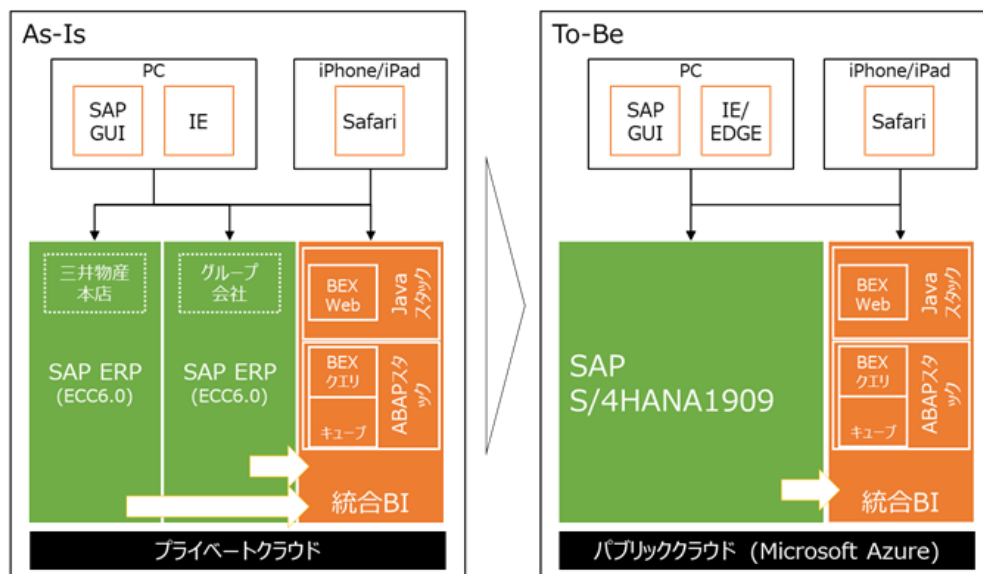 As-Is
PC
SAP
GUI
IE
iPhone/iPad
Safari
三井物産
本店
SAP ERP
(ECC6.0)
グループ
会社
SAP ERP
(ECC6.0)
BEX
Web
Java
スタック
BEX
クエリ
キューブ
ABAPスタ
ック
統合BI
プライベートクラウド
To-Be
PC
SAP
GUI
IE/
EDGE
iPhone/iPad
Safari
SAP
S/4HANA1909
BEX
Web
Java
スタック
BEX
クエリ
キューブ
ABAPスタ
ック
統合BI
パブリッククラウド (Microsoft Azure)